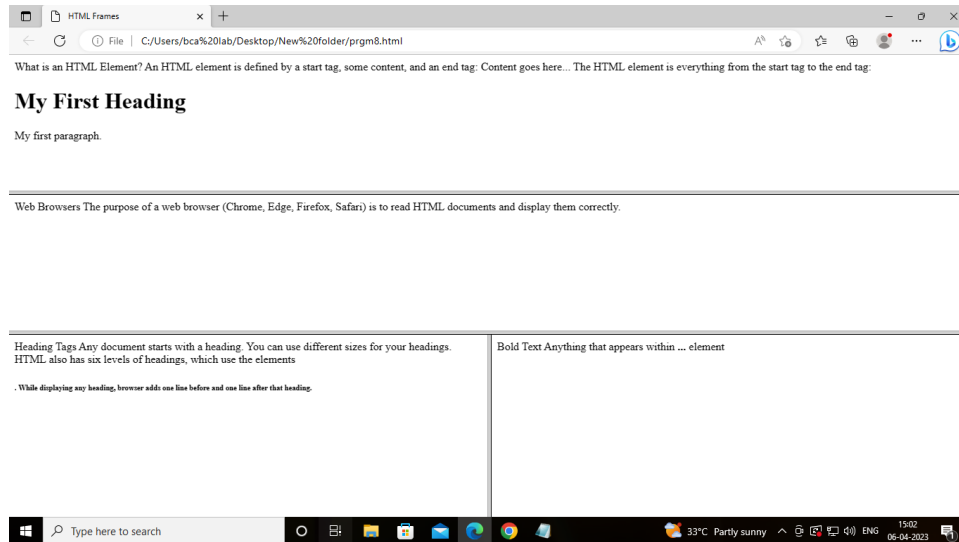 HTML Frames
File | C:/Users/bca%20lab/Desktop/New%20folder/prgm8.html
What is an HTML Element? An HTML element is defined by a start tag, some content, and an end tag: Content goes here... The HTML element is everything from the start tag to the end tag:
My First Heading
My first paragraph.
Web Browsers The purpose of a web browser (Chrome, Edge, Firefox, Safari) is to read HTML documents and display them correctly.
Heading Tags Any document starts with a heading. You can use different sizes for your headings.
HTML also has six levels of headings, which use the elements
. While displaying any heading, browser adds one line before and one line after that heading.
Bold Text Anything that appears within ... element
Type here to search
33°C Partly sunny
ENG
15:02
06-04-2023